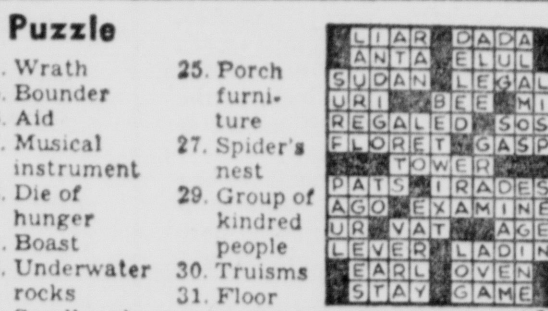 Puzzle
. Wrath
. Bounder
. Aid
. Musical
instrument
. Die of
hunger
. Boast
. Underwater
rocks
25. Porch
furni-
ture
27. Spider's
nest
29. Group of
kindred
people
30. Truisms
31. Floor
LIAR DADA
ANTA ELUL
SUDAN LEGAL
URI BEE MI
REGALED SOS
FLORET GASP
TOWER
PATS IRADES
AGO EXAMINE
UR VAT AGE
LEVER LADIN
EARL OVEN
STAY GAME